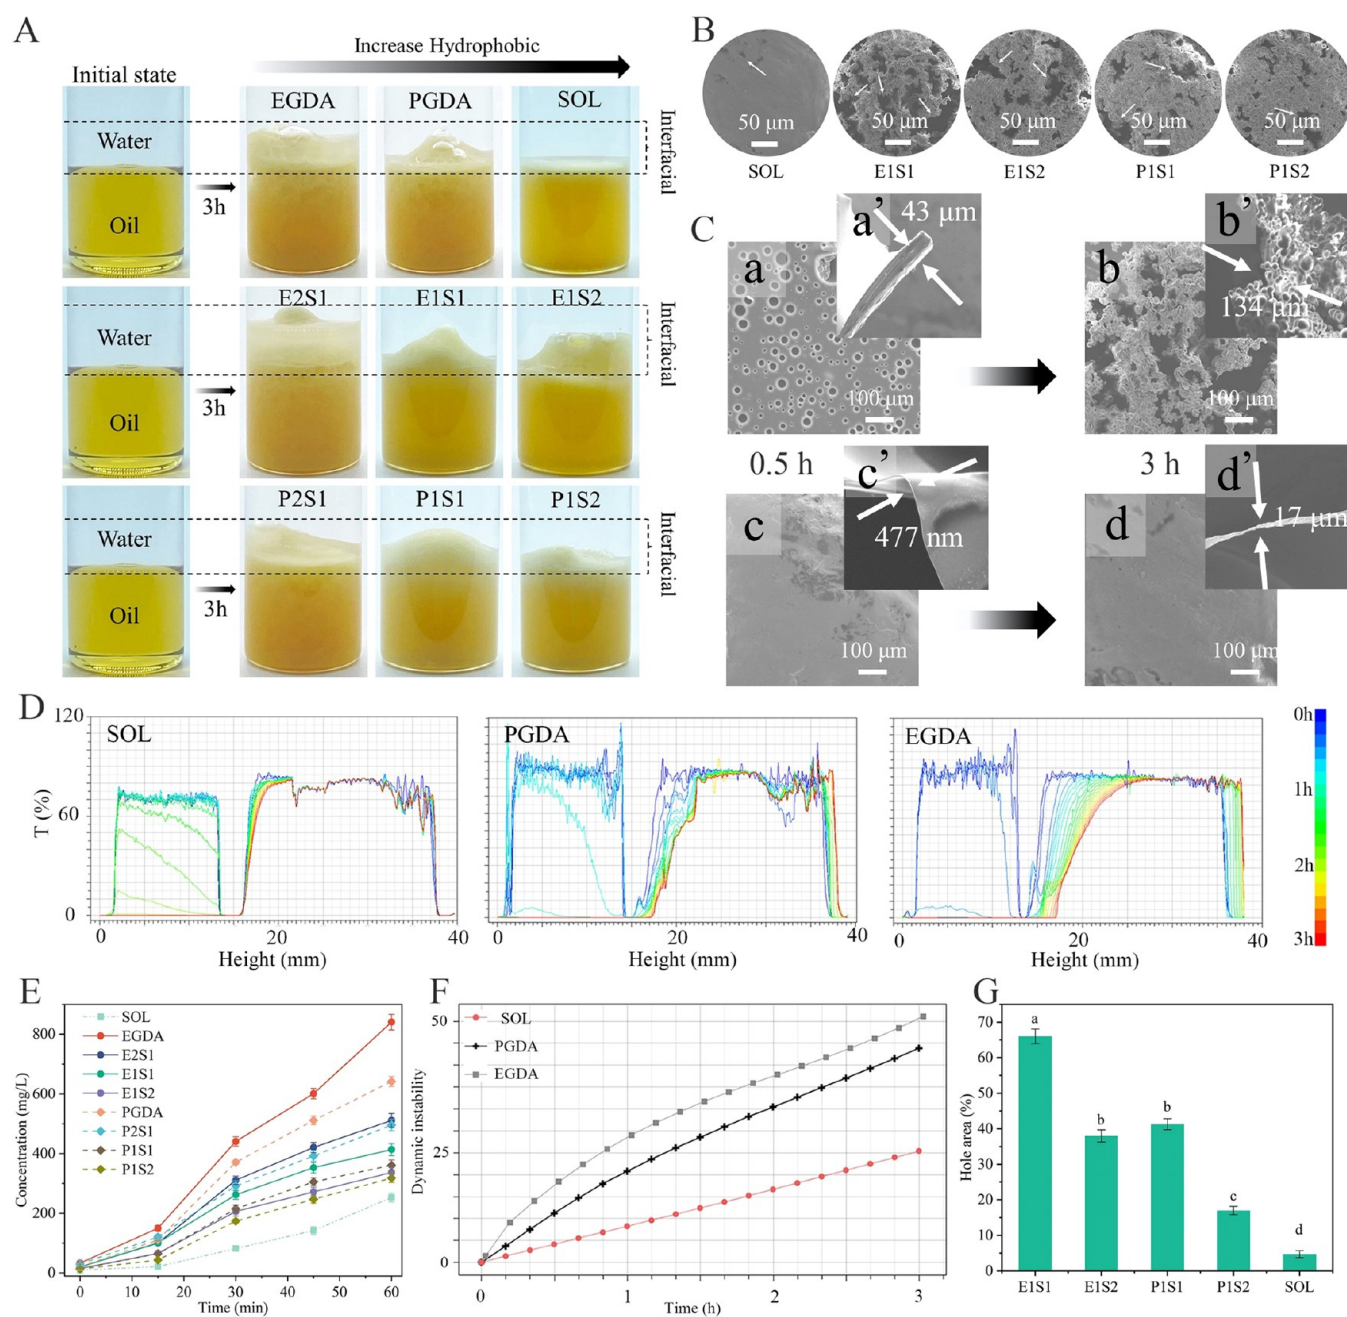 A
Increase Hydrophobic
Initial state
EGDA
PGDA
SOL
Water
Oil
3h
Interfacial
E2S1
E1S1
E1S2
Water
Oil
3h
Interfacial
P2S1
P1S1
P1S2
Water
Oil
3h
Interfacial
B
50 μm
50 μm
50 μm
50 μm
50 μm
SOL
E1S1
E1S2
P1S1
P1S2
C
a
a’
43 μm
100 μm
b
b’
134 μm
100 μm
0.5 h
3 h
c
c’
477 nm
100 μm
d
d’
17 μm
100 μm
D
120
60
0
T (%)
SOL
0
20
40
Height (mm)
PGDA
0
20
40
Height (mm)
EGDA
0
20
40
Height (mm)
0h
1h
2h
3h
E
SOL
EGDA
E2S1
E1S1
E1S2
PGDA
P2S1
P1S1
P1S2
Concentration (mg/L)
800
600
400
200
0
0
10
20
30
40
50
60
Time (min)
F
SOL
PGDA
EGDA
Dynamic instability
50
25
0
0
1
2
3
Time (h)
G
Hole area (%)
70
60
50
40
30
20
10
0
a
b
b
c
d
E1S1
E1S2
P1S1
P1S2
SOL